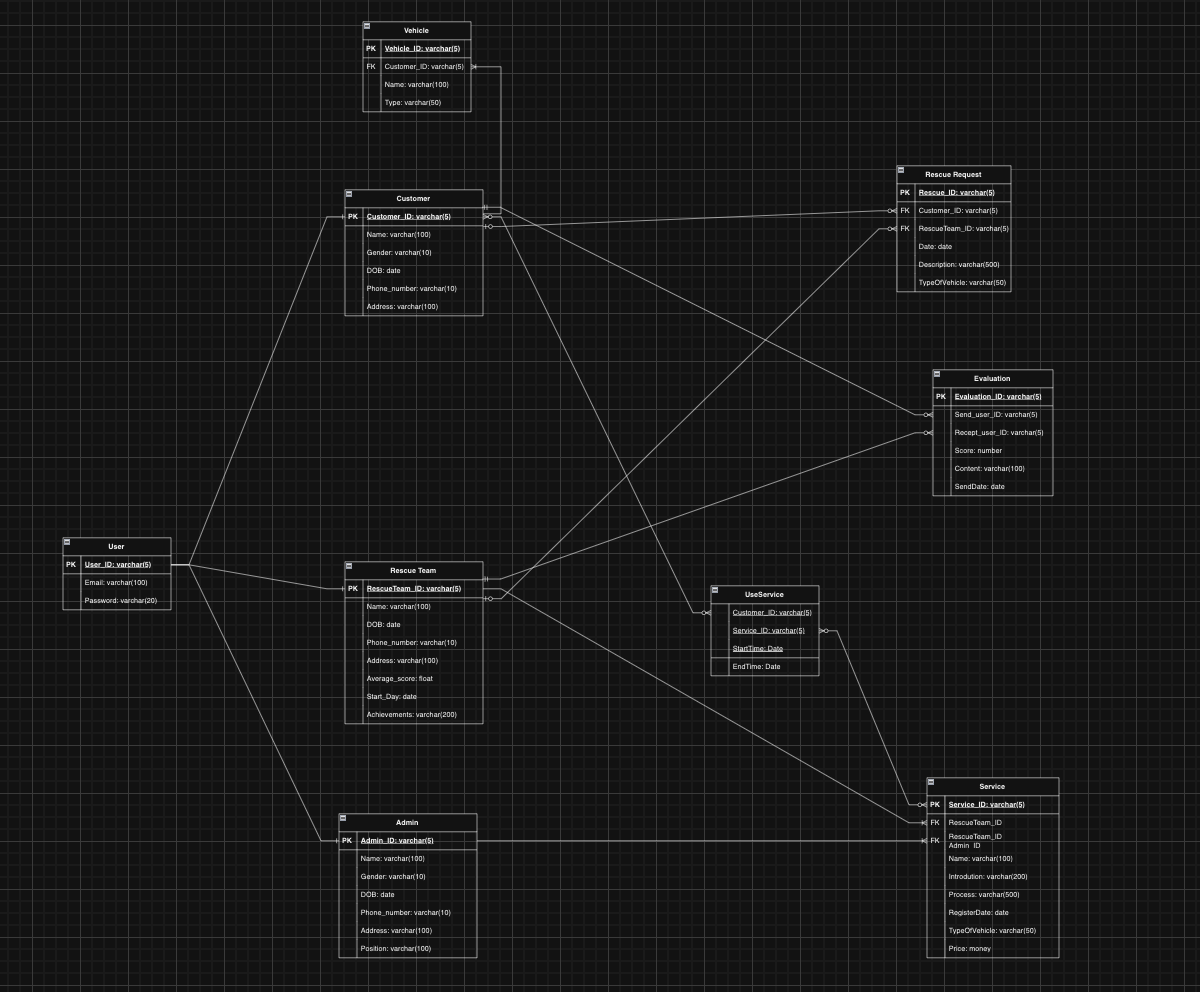 Vehicle
PK Vehicle_ID: varchar(5)
FK Customer_ID: varchar(5)
Name: varchar(100)
Type: varchar(50)
Customer
PK Customer_ID: varchar(5)
Name: varchar(100)
Gender: varchar(10)
DOB: date
Phone_number: varchar(10)
Address: varchar(100)
Rescue Request
PK Rescue_ID: varchar(5)
FK Customer_ID: varchar(5)
FK RescueTeam_ID: varchar(5)
Date: date
Description: varchar(500)
TypeOfVehicle: varchar(50)
Evaluation
PK Evaluation_ID: varchar(5)
Send_user_ID: varchar(5)
Recept_user_ID: varchar(5)
Score: number
Content: varchar(100)
SendDate: date
User
PK User_ID: varchar(5)
Email: varchar(100)
Password: varchar(20)
Rescue Team
PK RescueTeam_ID: varchar(5)
Name: varchar(100)
DOB: date
Phone_number: varchar(10)
Address: varchar(100)
Average_score: float
Start_Day: date
Achievements: varchar(200)
UseService
Customer_ID: varchar(5)
Service_ID: varchar(5)
StartTime: Date
EndTime: Date
Admin
PK Admin_ID: varchar(5)
Name: varchar(100)
Gender: varchar(10)
DOB: date
Phone_number: varchar(10)
Address: varchar(100)
Position: varchar(100)
Service
PK Service_ID: varchar(5)
FK RescueTeam_ID
FK RescueTeam_ID
Admin_ID
Name: varchar(100)
Introdution: varchar(200)
Process: varchar(500)
RegisterDate: date
TypeOfVehicle: varchar(50)
Price: money